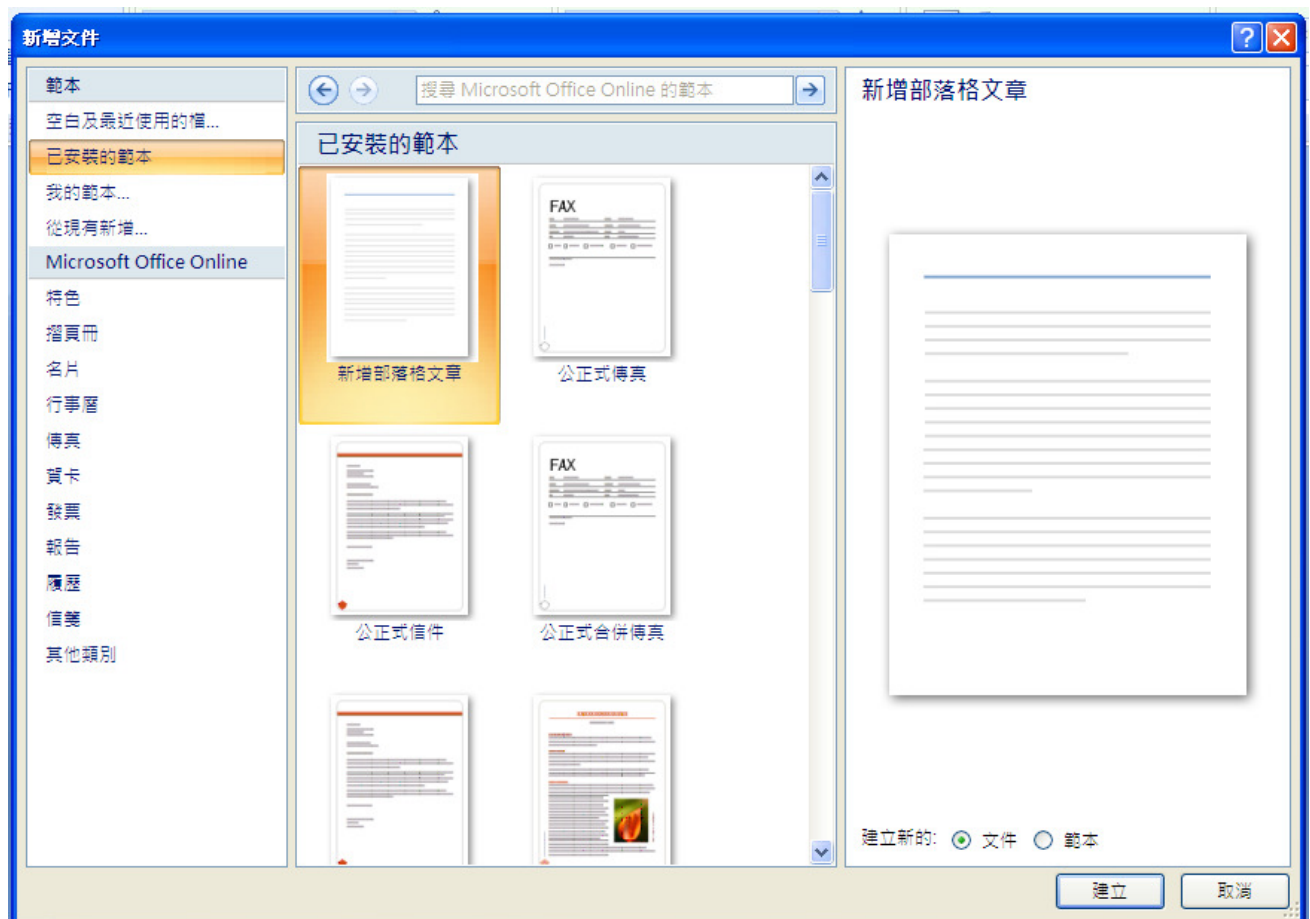 新增文件
範本
空白及最近使用的檔...
已安裝的範本
我的範本...
從現有新增...
Microsoft Office Online
特色
摺頁冊
名片
行事曆
傳真
賀卡
發票
報告
履歷
信箋
其他類別
搜尋 Microsoft Office Online 的範本
已安裝的範本
新增部落格文章
FAX
公正式傳真
公正式信件
FAX
公正式合併傳真
新增部落格文章
建立新的: 文件 範本
建立 取消